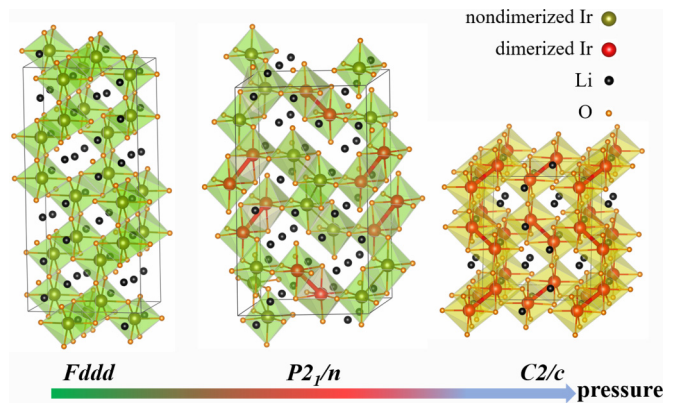 nondimerized Ir
dimerized Ir
Li
O
Fddd
P2₁/n
C2/c
pressure